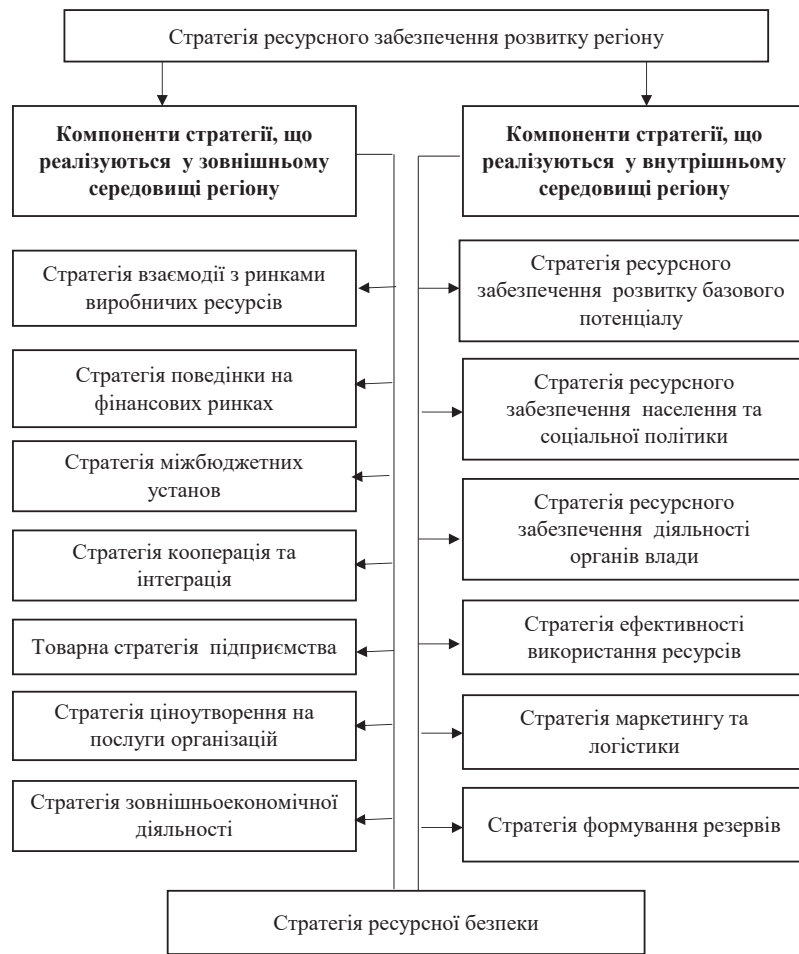 Стратегія ресурсного забезпечення розвитку регіону
Компоненти стратегії, що
реалізуються у зовнішньому
середовищі регіону
Компоненти стратегії, що
реалізуються у внутрішньому
середовищі регіону
Стратегія взаємодії з ринками
виробничих ресурсів
Стратегія поведінки на
фінансових ринках
Стратегія міжбюджетних
установ
Стратегія кооперація та
інтеграція
Товарна стратегія підприємства
Стратегія ціноутворення на
послуги організацій
Стратегія зовнішньоекономічної
діяльності
Стратегія ресурсного
забезпечення розвитку базового
потенціалу
Стратегія ресурсного
забезпечення населення та
соціальної політики
Стратегія ресурсного
забезпечення діяльності
органів влади
Стратегія ефективності
використання ресурсів
Стратегія маркетингу та
логістики
Стратегія формування резервів
Стратегія ресурсної безпеки